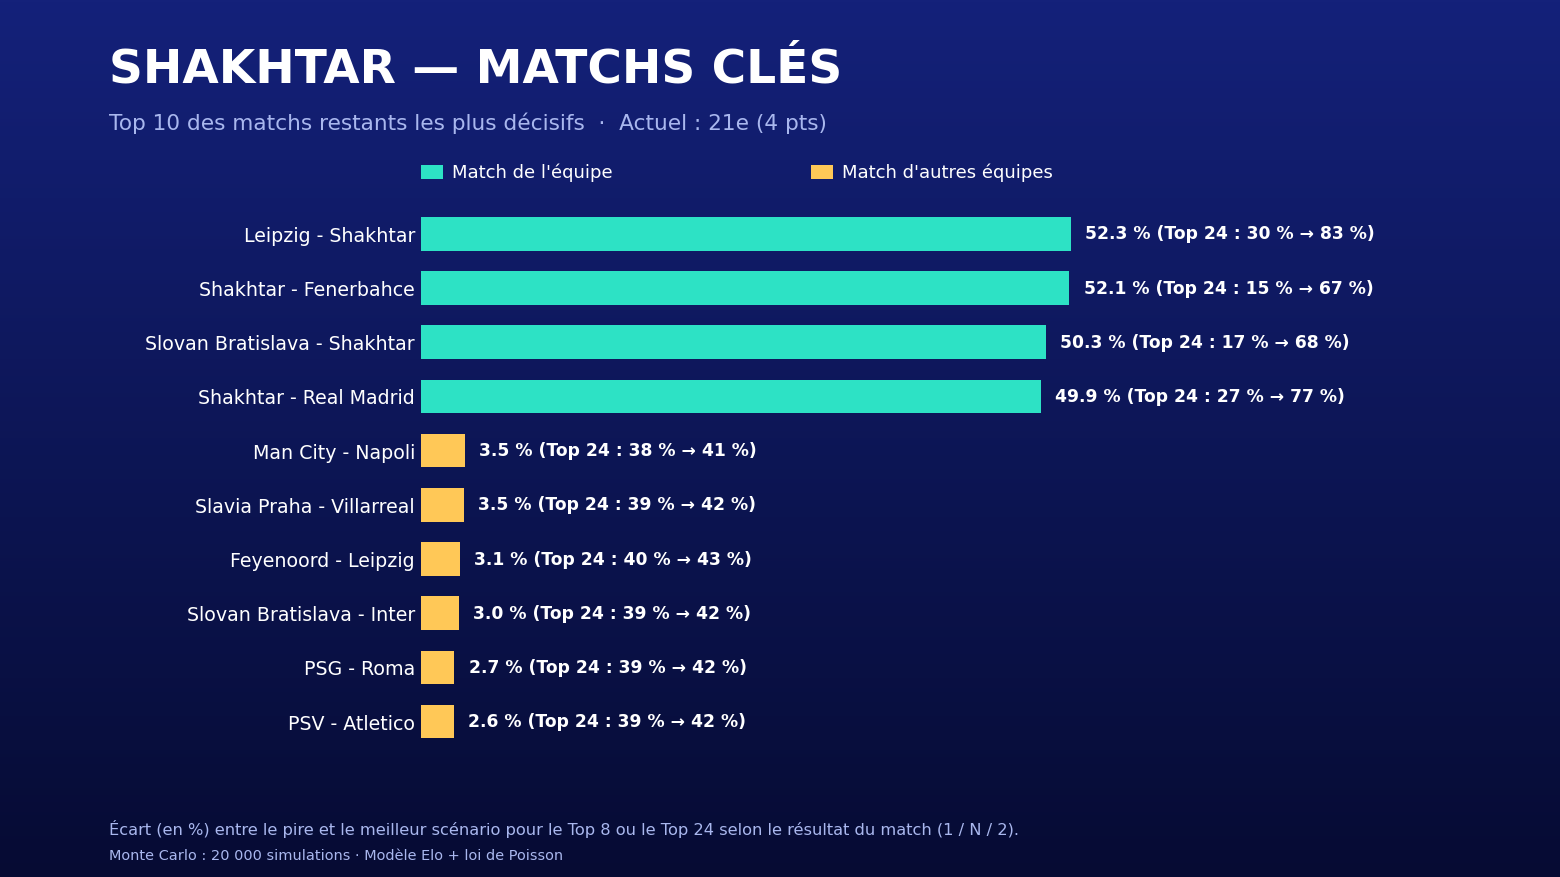 SHAKHTAR — MATCHS CLÉS
Top 10 des matchs restants les plus décisifs · Actuel : 21e (4 pts)
Match de l'équipe
Match d'autres équipes
Leipzig - Shakhtar 52.3 % (Top 24 : 30 % → 83 %)
Shakhtar - Fenerbahce 52.1 % (Top 24 : 15 % → 67 %)
Slovan Bratislava - Shakhtar 50.3 % (Top 24 : 17 % → 68 %)
Shakhtar - Real Madrid 49.9 % (Top 24 : 27 % → 77 %)
Man City - Napoli 3.5 % (Top 24 : 38 % → 41 %)
Slavia Praha - Villarreal 3.5 % (Top 24 : 39 % → 42 %)
Feyenoord - Leipzig 3.1 % (Top 24 : 40 % → 43 %)
Slovan Bratislava - Inter 3.0 % (Top 24 : 39 % → 42 %)
PSG - Roma 2.7 % (Top 24 : 39 % → 42 %)
PSV - Atletico 2.6 % (Top 24 : 39 % → 42 %)
Écart (en %) entre le pire et le meilleur scénario pour le Top 8 ou le Top 24 selon le résultat du match (1 / N / 2).
Monte Carlo : 20 000 simulations · Modèle Elo + loi de Poisson